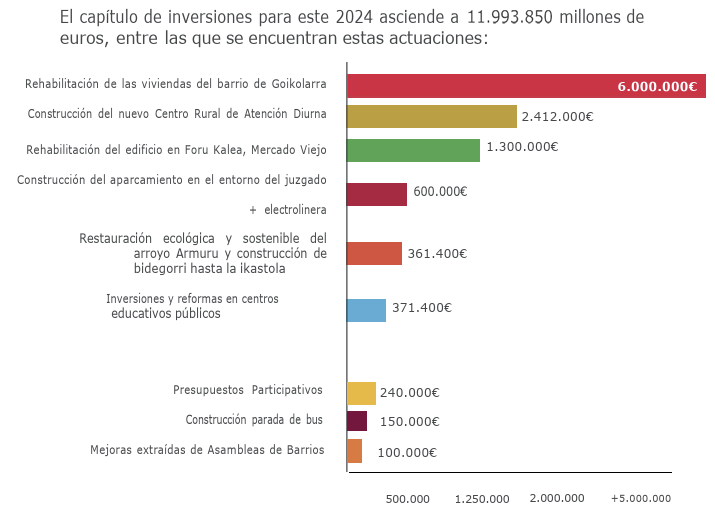 El capítulo de inversiones para este 2024 asciende a 11.993.850 millones de
euros, entre las que se encuentran estas actuaciones:
Rehabilitación de las viviendas del barrio de Goikolarra
6.000.000€
Construcción del nuevo Centro Rural de Atención Diurna
2.412.000€
Rehabilitación del edificio en Foru Kalea, Mercado Viejo
1.300.000€
Construcción del aparcamiento en el entorno del juzgado
+ electrolinera
600.000€
Restauración ecológica y sostenible del
arroyo Armuru y construcción de
bidegorri hasta la ikastola
361.400€
Inversiones y reformas en centros
educativos públicos
371.400€
Presupuestos Participativos
240.000€
Construcción parada de bus
150.000€
Mejoras extraídas de Asambleas de Barrios
100.000€
500.000 1.250.000 2.000.000 +5.000.000